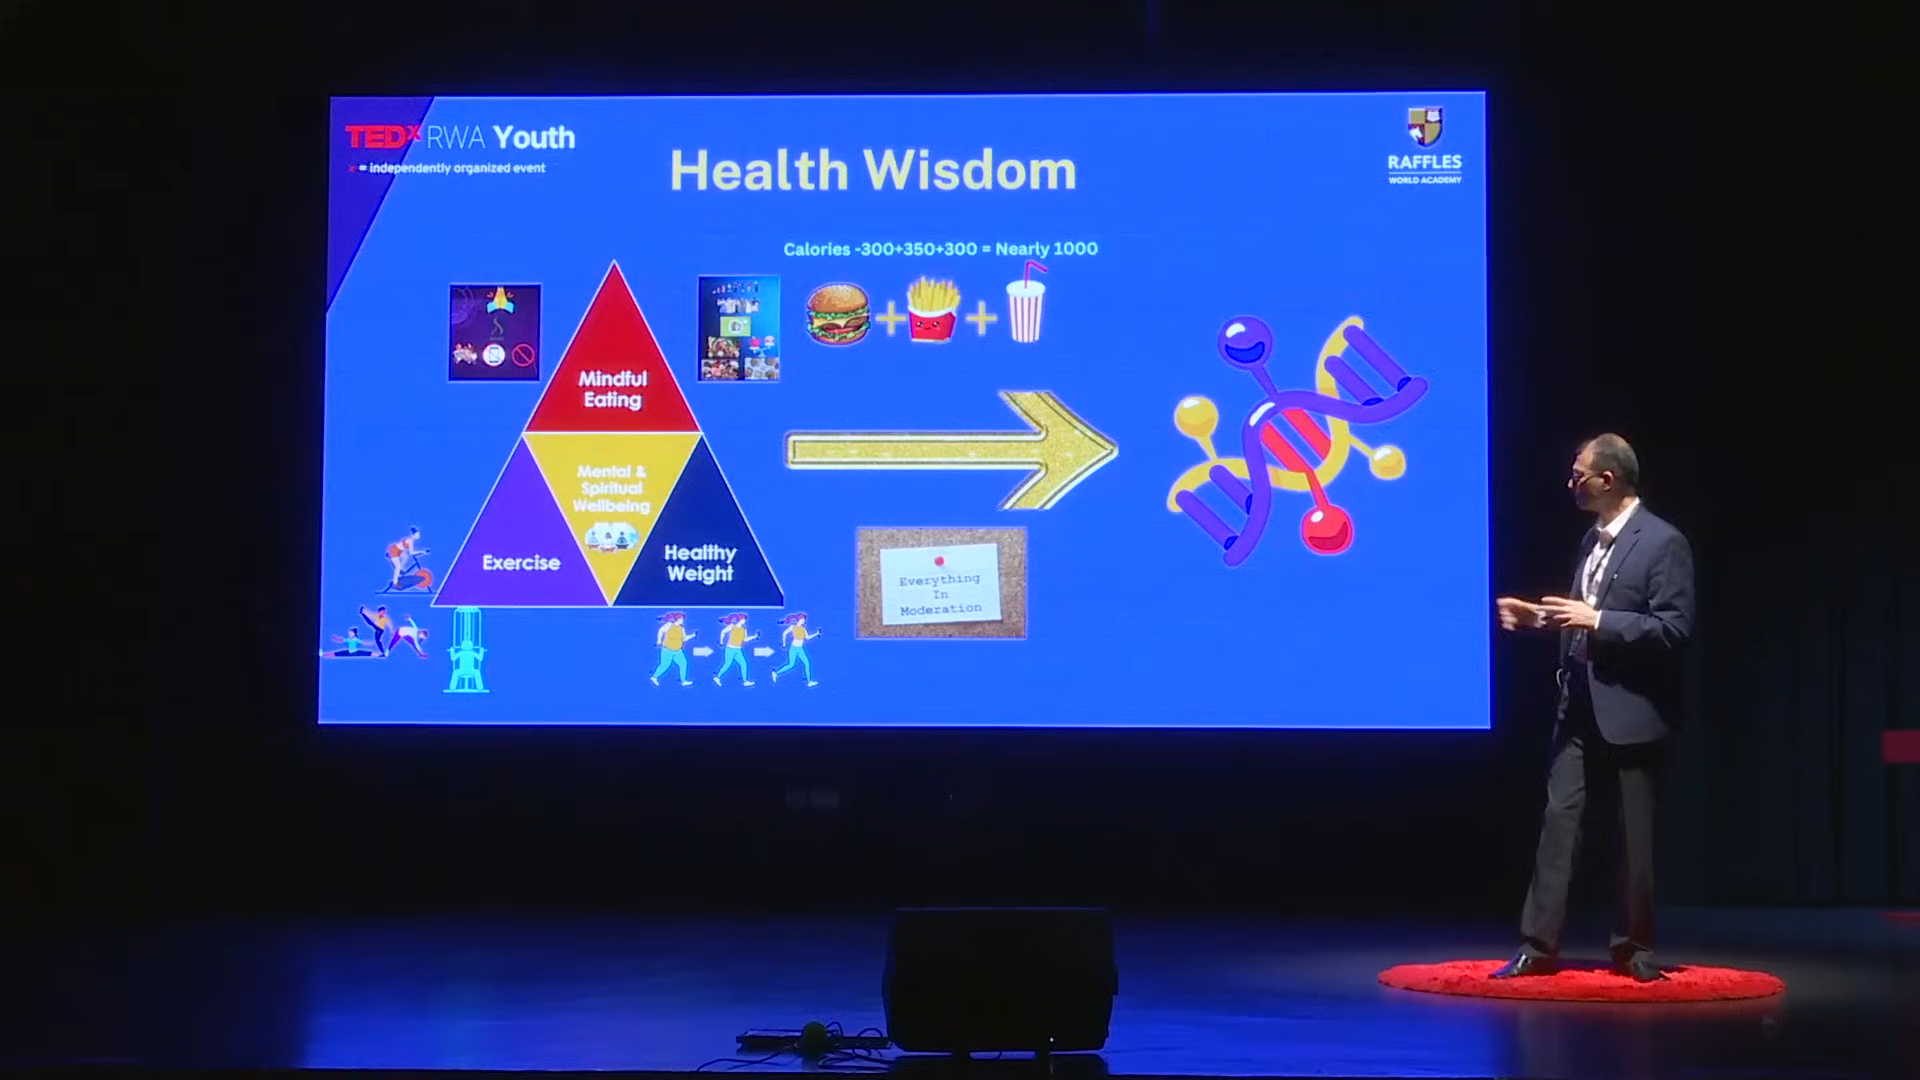 TEDx RWA Youth
x = independently organized event
Health Wisdom
RAFFLES
WORLD ACADEMY
Calories -300+350+300 = Nearly 1000
Mindful
Eating
Mental &
Spiritual
Wellbeing
Exercise
Healthy
Weight
Everything
In
Moderation